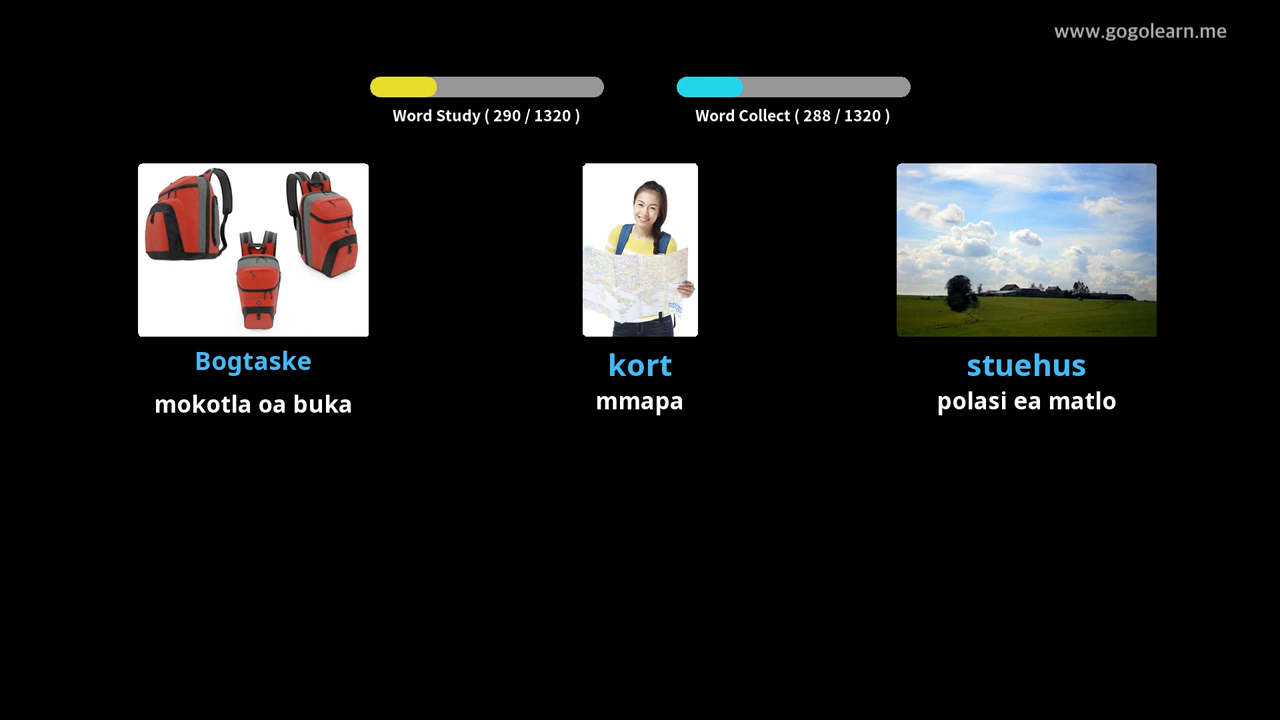 www.gogolearn.me
Word Study ( 290 / 1320 )
Word Collect ( 288 / 1320 )
Bogtaske
mokotla oa buka
kort
mmapa
stuehus
polasi ea matlo